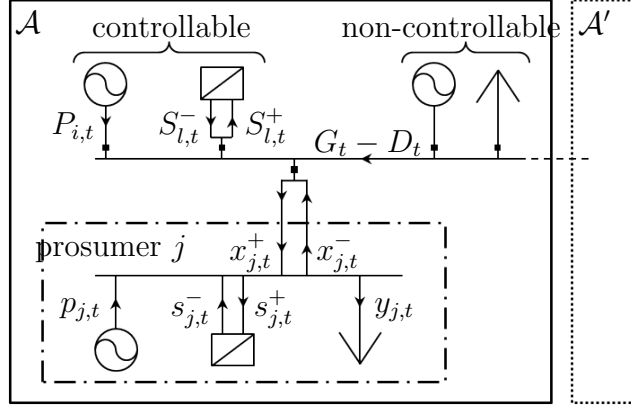 𝒜 controllable non-controllable 𝒜′
P_{i,t} S^-_{l,t} S^+_{l,t}
G_t − D_t
prosumer j x^+_{j,t} x^-_{j,t}
p_{j,t} s^-_{j,t} s^+_{j,t} y_{j,t}